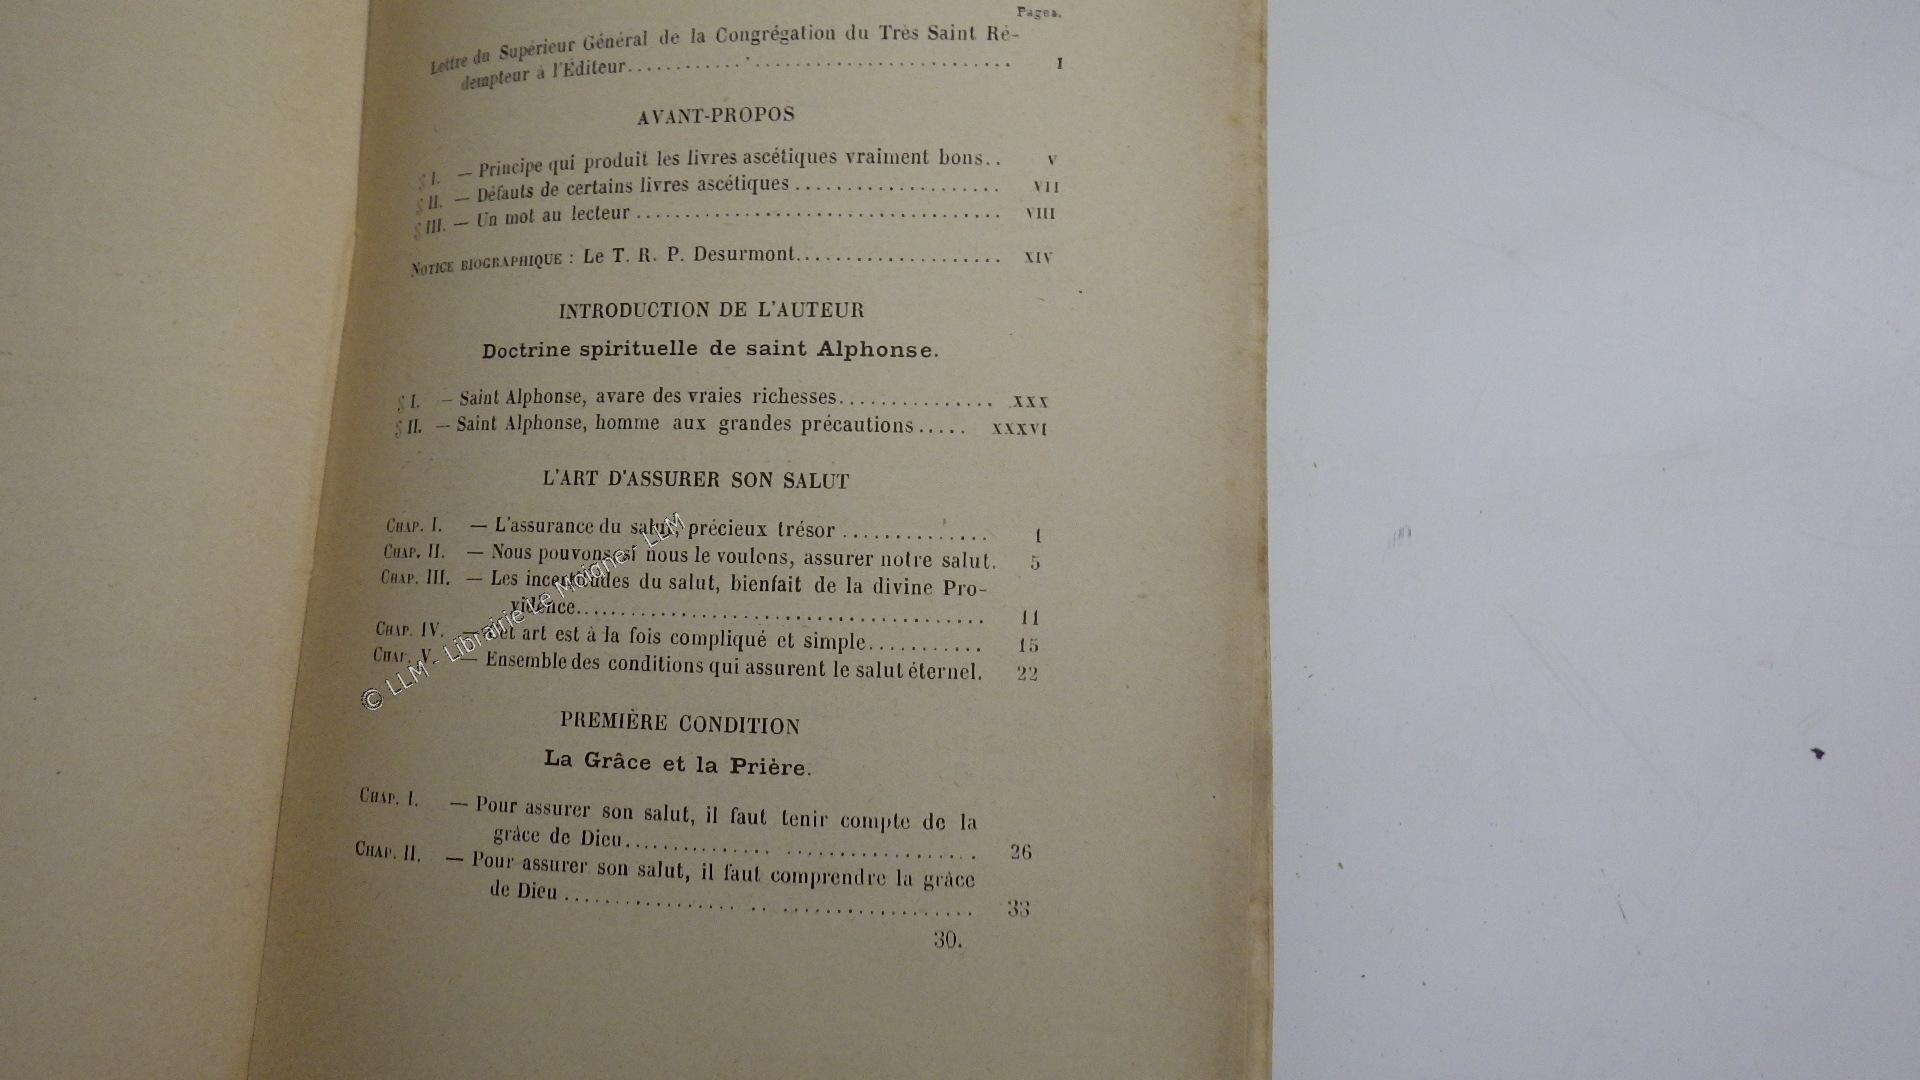 Pages.
Lettre du Supérieur Général de la Congrégation du Très Saint Ré-
dempteur à l'Éditeur........................................ I
AVANT-PROPOS
§ I. — Principe qui produit les livres ascétiques vraiment bons.. V
§ II. — Défauts de certains livres ascétiques .................... VII
§ III. — Un mot au lecteur ..................................... VIII
NOTICE BIOGRAPHIQUE : Le T. R. P. Desurmont.................... XIV
INTRODUCTION DE L'AUTEUR
Doctrine spirituelle de saint Alphonse.
§ I. — Saint Alphonse, avare des vraies richesses............... XXX
§ II. — Saint Alphonse, homme aux grandes précautions..... XXXVI
L'ART D'ASSURER SON SALUT
CHAP. I. — L'assurance du salut, précieux trésor .............. 1
CHAP. II. — Nous pouvons, si nous le voulons, assurer notre salut. 5
CHAP. III. — Les incertitudes du salut, bienfait de la divine Pro-
vidence...................................... 11
CHAP. IV. — Cet art est à la fois compliqué et simple........... 15
CHAP. V. — Ensemble des conditions qui assurent le salut éternel. 22
© LLM - Librairie Le Moigner LLM
PREMIÈRE CONDITION
La Grâce et la Prière.
CHAP. I. — Pour assurer son salut, il faut tenir compte de la
grâce de Dieu................................. 26
CHAP. II. — Pour assurer son salut, il faut comprendre la grâce
de Dieu ....................................... 33
30.